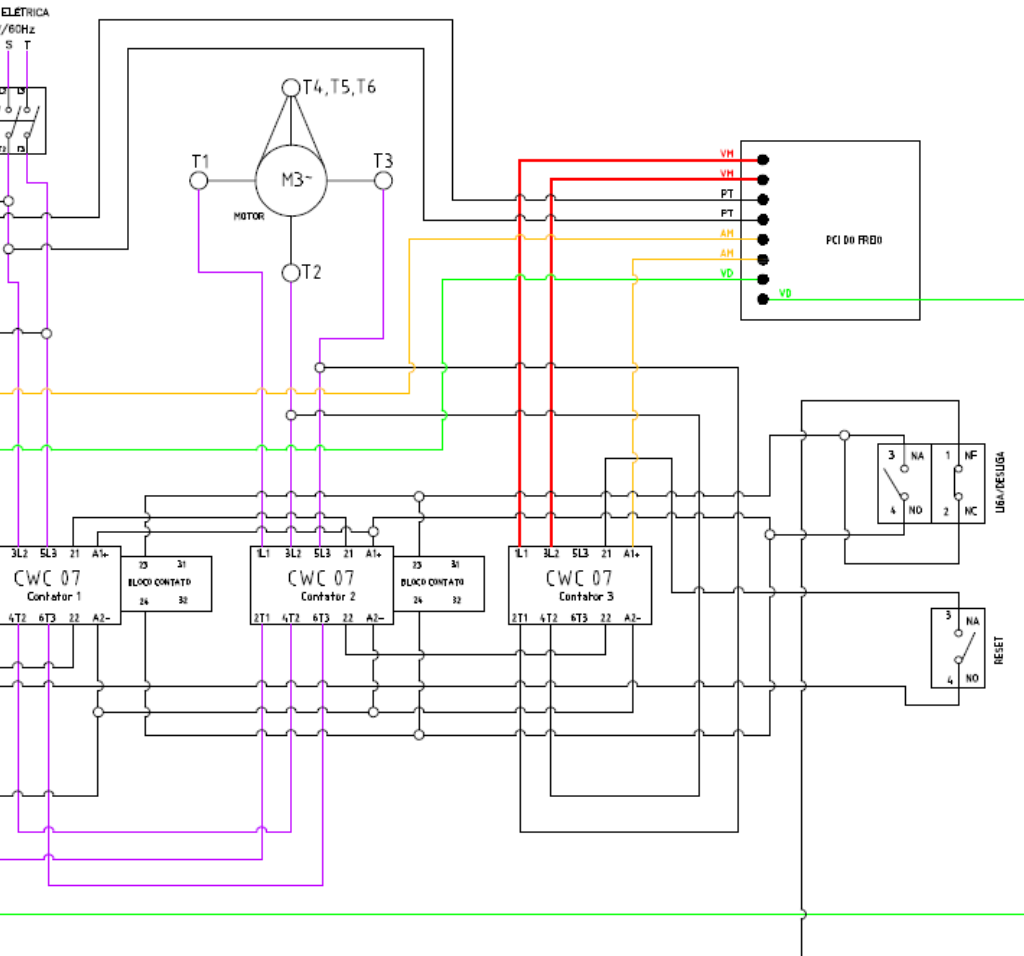 ELÉTRICA
/60Hz
S T
T4,T5,T6
T1
M3~
T3
MOTOR
T2
VM
VM
PT
PT
AM
AM
VD
VD
PCI DO FREIO
3L2 5L3 21 A1+
CWC 07
Contator 1
4T2 6T3 22 A2-
23 31
BLOCO CONTATO
24 32
1L1 3L2 5L3 21 A1+
CWC 07
Contator 2
2T1 4T2 6T3 22 A2-
23 31
BLOCO CONTATO
24 32
1L1 3L2 5L3 21 A1+
CWC 07
Contator 3
2T1 4T2 6T3 22 A2-
3 NA 1 NF
4 NO 2 NC
LIGA/DESLIGA
3 NA
4 NO
RESET